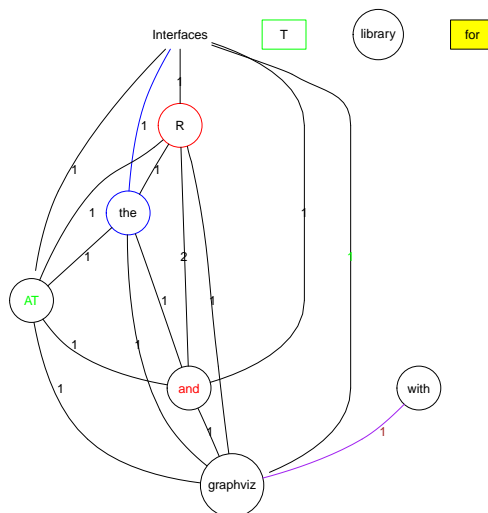 Interfaces T library for
1
1 R
1 1
1 1 1
the
1 2 1
AT 1 1
1 1
1 and with
1 1
graphviz